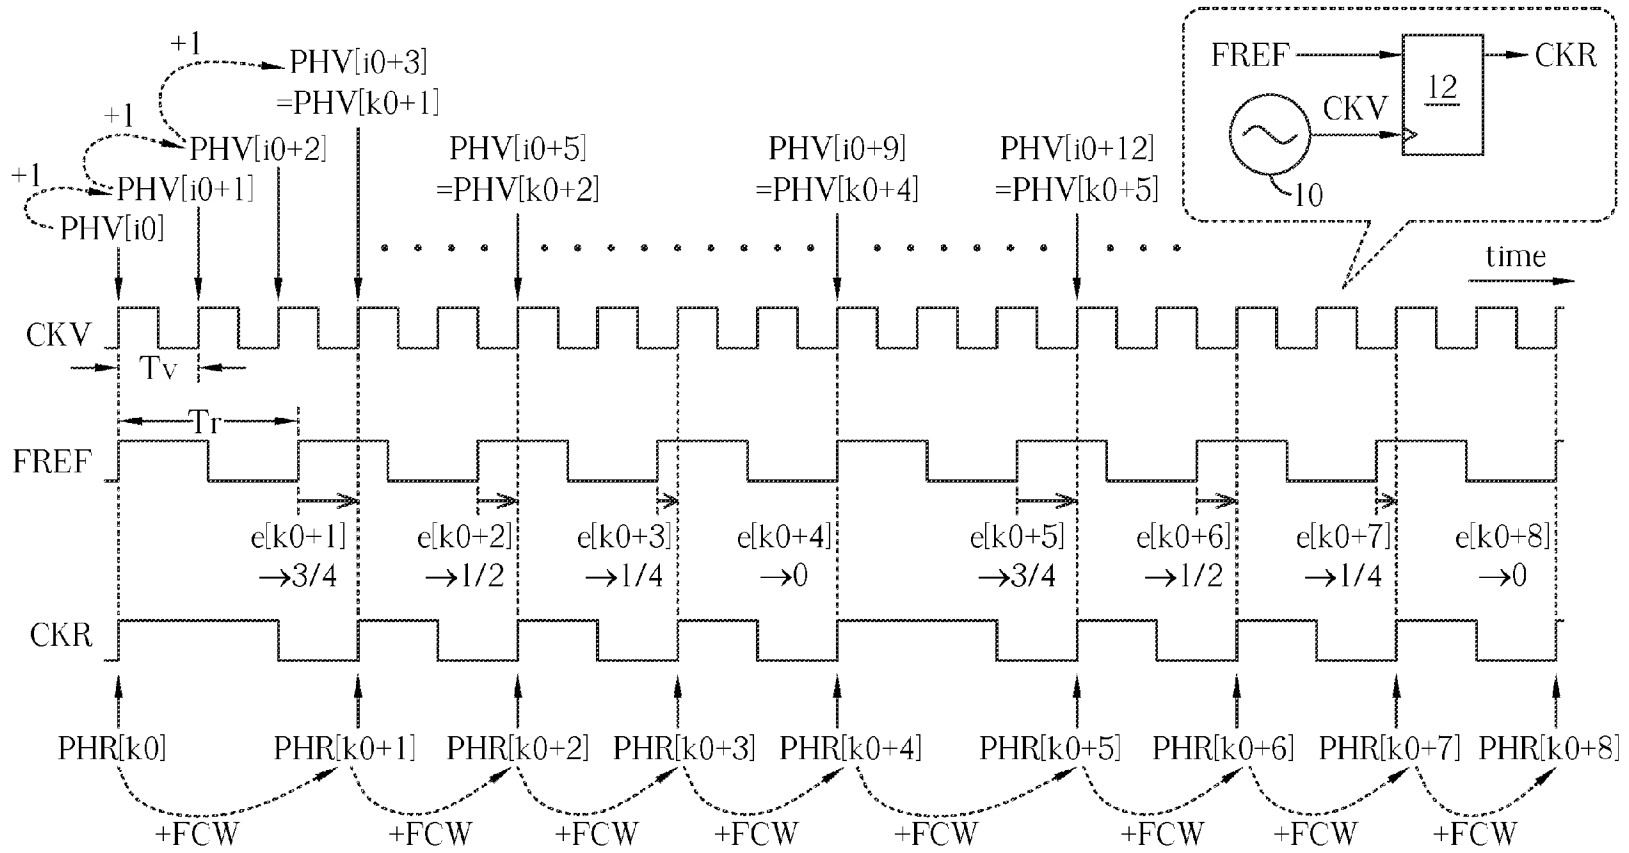 +1
PHV[i0+3]
=PHV[k0+1]
+1
PHV[i0+2]
+1
PHV[i0+1]
PHV[i0]
PHV[i0+5]
=PHV[k0+2]
PHV[i0+9]
=PHV[k0+4]
PHV[i0+12]
=PHV[k0+5]
FREF
12
CKR
CKV
10
time
CKV
Tv
Tr
FREF
e[k0+1]
→3/4
e[k0+2]
→1/2
e[k0+3]
→1/4
e[k0+4]
→0
e[k0+5]
→3/4
e[k0+6]
→1/2
e[k0+7]
→1/4
e[k0+8]
→0
CKR
PHR[k0] PHR[k0+1] PHR[k0+2] PHR[k0+3] PHR[k0+4] PHR[k0+5] PHR[k0+6] PHR[k0+7] PHR[k0+8]
+FCW +FCW +FCW +FCW +FCW +FCW +FCW +FCW